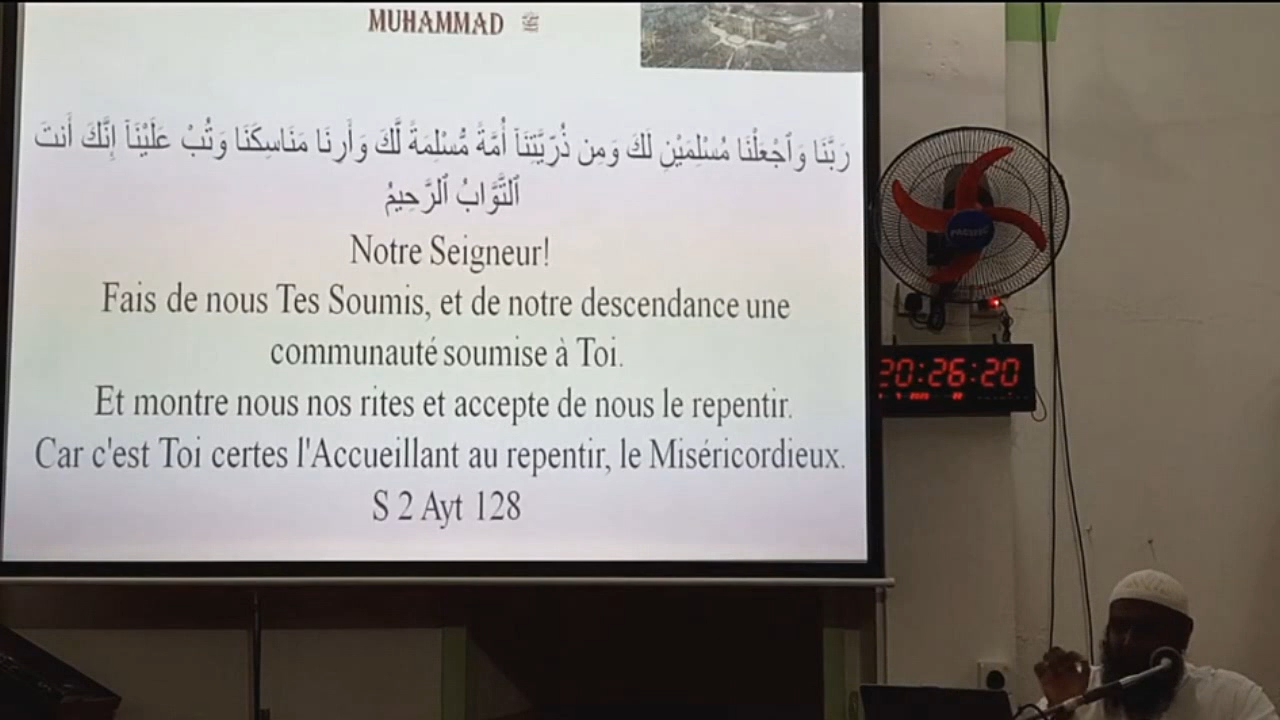 MUHAMMAD ﷺ
رَبَّنَا وَٱجْعَلْنَا مُسْلِمَيْنِ لَكَ وَمِن ذُرِّيَّتِنَآ أُمَّةً مُّسْلِمَةً لَّكَ وَأَرِنَا مَنَاسِكَنَا وَتُبْ عَلَيْنَآ إِنَّكَ أَنتَ
ٱلتَّوَّابُ ٱلرَّحِيمُ
Notre Seigneur!
Fais de nous Tes Soumis, et de notre descendance une
communauté soumise à Toi.
Et montre nous nos rites et accepte de nous le repentir.
Car c'est Toi certes l'Accueillant au repentir, le Miséricordieux.
S 2 Ayt 128
20:26:20